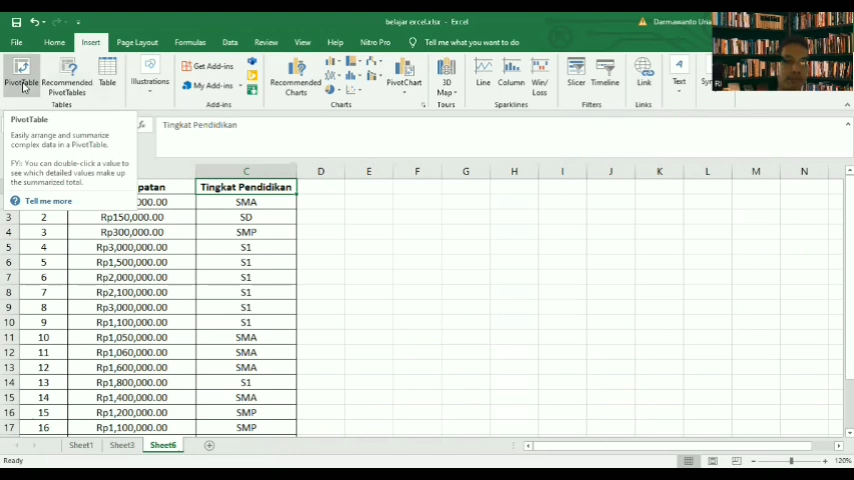 belajar excel.xlsx - Excel
Darmawanto Uria
File Home Insert Page Layout Formulas Data Review View Help Nitro Pro Tell me what you want to do
PivotTable Recommended PivotTables Table Illustrations Get Add-ins My Add-ins Recommended Charts PivotChart 3D Map Line Column Win/Loss Slicer Timeline Link Text
Tables Add-ins Charts Sparklines Filters Links
PivotTable
Easily arrange and summarize
complex data in a PivotTable.
FYI: You can double-click a value to
see which detailed values make up
the summarized total.
Tell me more
fx Tingkat Pendidikan
C D E F G H I J K L M N
patan Tingkat Pendidikan
000.00 SMA
3 2 Rp150,000.00 SD
4 3 Rp300,000.00 SMP
5 4 Rp3,000,000.00 S1
6 5 Rp1,500,000.00 S1
7 6 Rp2,000,000.00 S1
8 7 Rp2,100,000.00 S1
9 8 Rp3,000,000.00 S1
10 9 Rp1,100,000.00 S1
11 10 Rp1,050,000.00 SMA
12 11 Rp1,060,000.00 SMA
13 12 Rp1,600,000.00 SMA
14 13 Rp1,800,000.00 S1
15 14 Rp1,400,000.00 SMA
16 15 Rp1,200,000.00 SMP
17 16 Rp1,100,000.00 SMP
Sheet1 Sheet3 Sheet6
Ready 120%